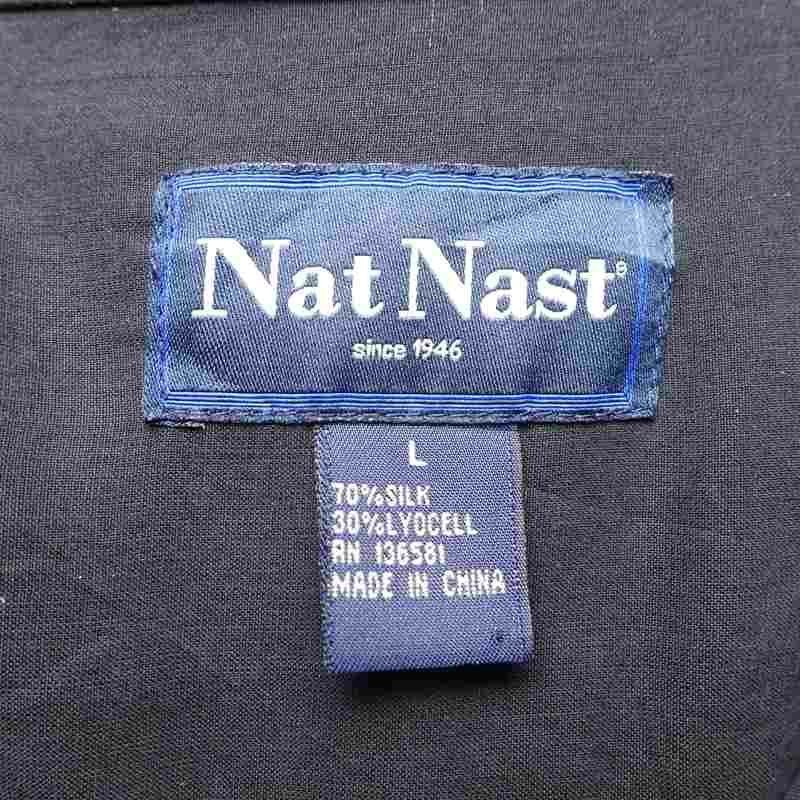 Nat Nast®
since 1946
L
70%SILK
30%LYOCELL
RN 136581
MADE IN CHINA